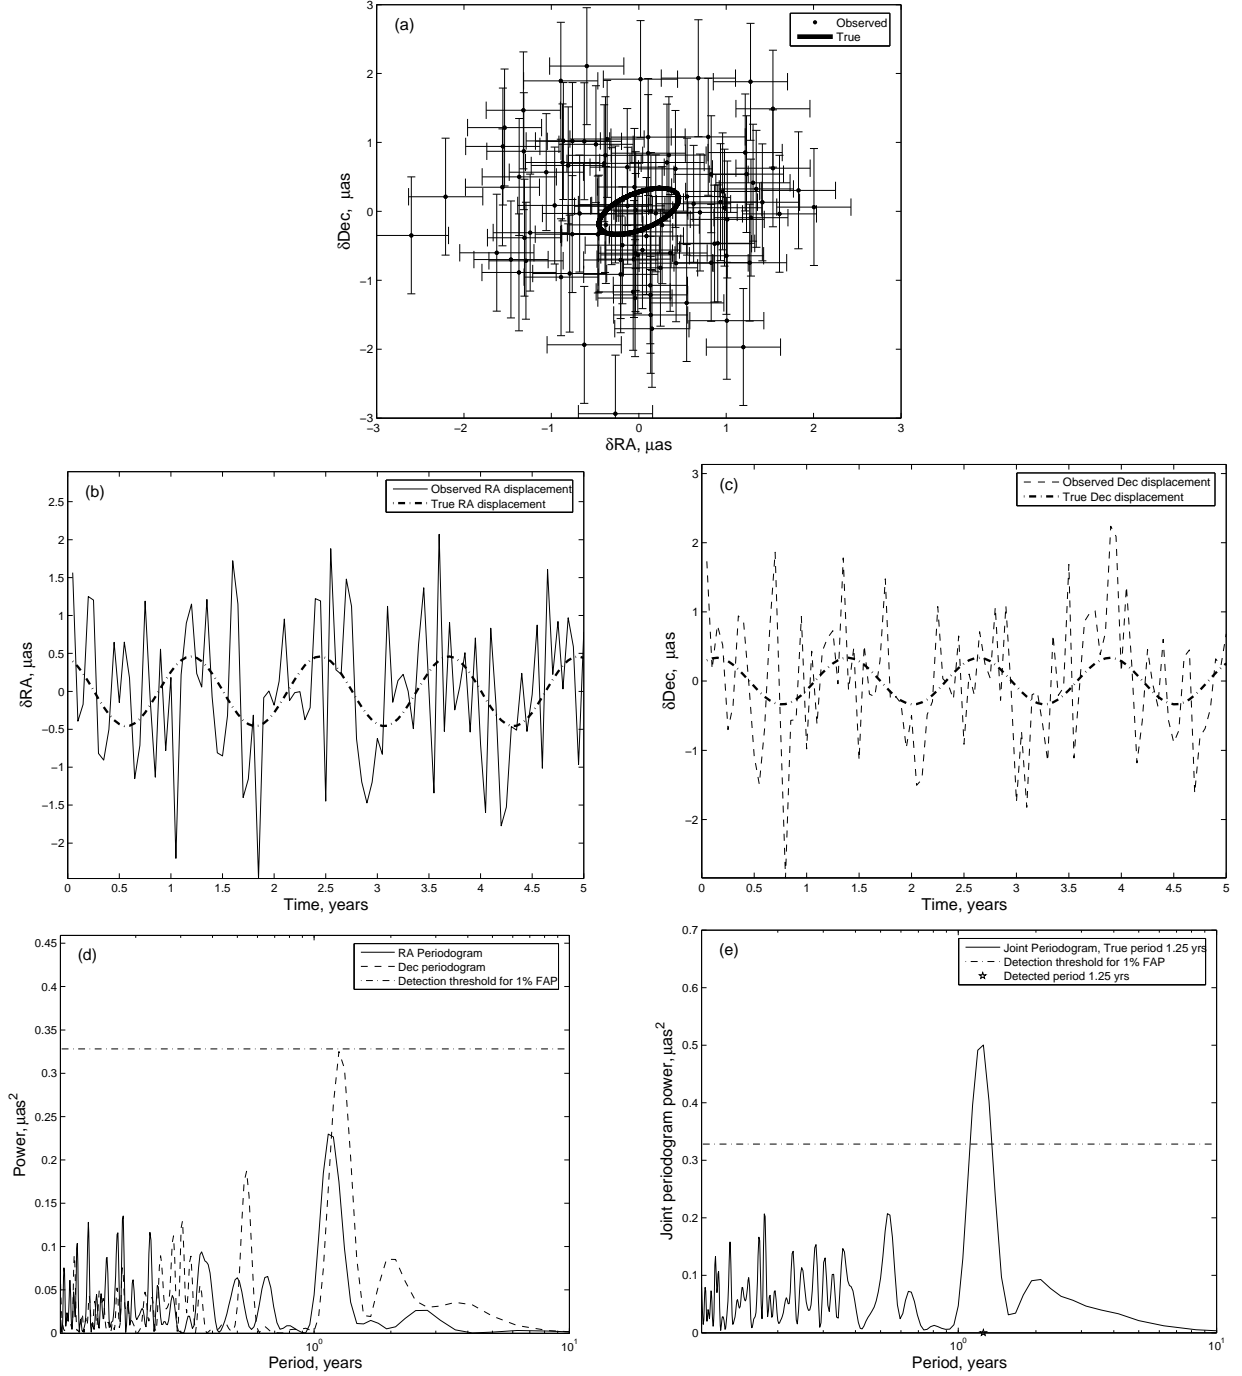 (a)
Observed
True
3
2
1
0
−1
−2
−3
δDec, μas
−3
−2
−1
0
1
2
3
δRA, μas
(b)
Observed RA displacement
True RA displacement
2.5
2
1.5
1
0.5
0
−0.5
−1
−1.5
−2
δRA, μas
0
0.5
1
1.5
2
2.5
3
3.5
4
4.5
5
Time, years
(c)
Observed Dec displacement
True Dec displacement
3
2
1
0
−1
−2
δDec, μas
0
0.5
1
1.5
2
2.5
3
3.5
4
4.5
5
Time, years
(d)
RA Periodogram
Dec periodogram
Detection threshold for 1% FAP
0.45
0.4
0.35
0.3
0.25
0.2
0.15
0.1
0.05
0
Power, μas²
10⁰
10¹
Period, years
(e)
Joint Periodogram, True period 1.25 yrs
Detection threshold for 1% FAP
Detected period 1.25 yrs
0.7
0.6
0.5
0.4
0.3
0.2
0.1
0
Joint periodogram power, μas²
10⁰
10¹
Period, years